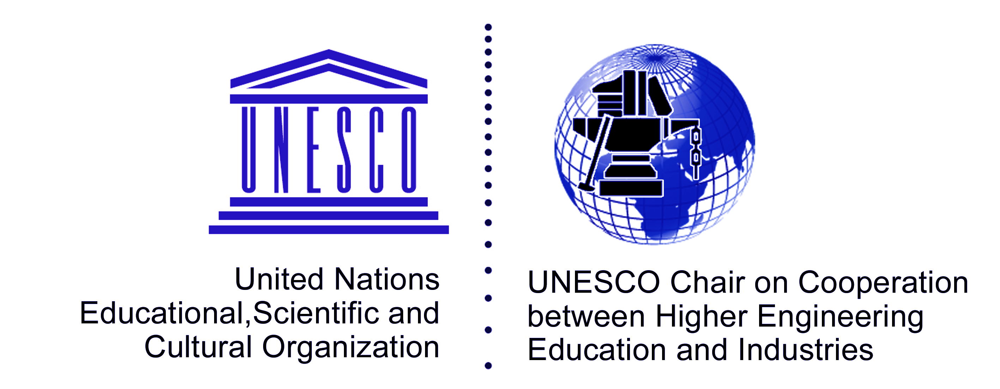 UNESCO
United Nations
Educational,Scientific and
Cultural Organization
UNESCO Chair on Cooperation
between Higher Engineering
Education and Industries